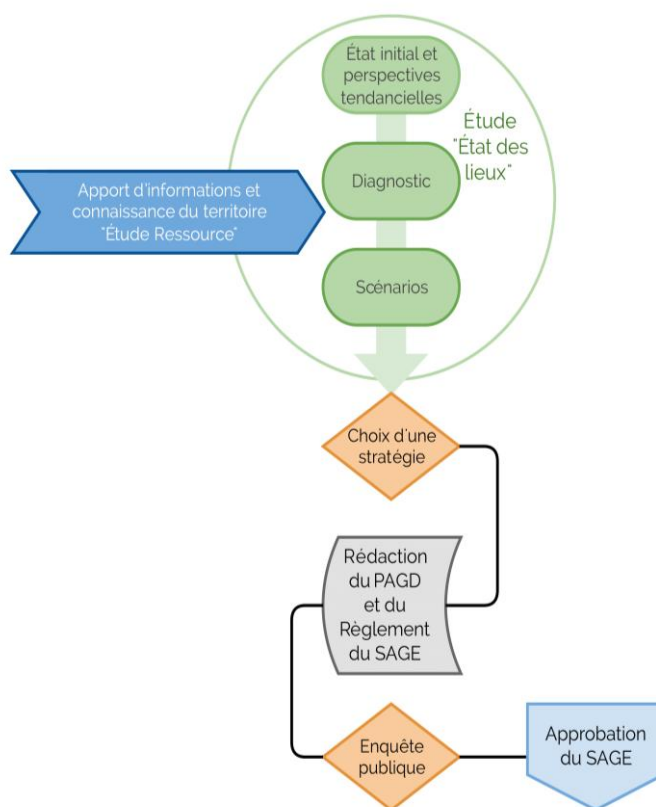 État initial et
perspectives
tendancielles
Étude
"État des
lieux"
Diagnostic
Apport d'informations et
connaissance du territoire
"Étude Ressource"
Scénarios
Choix d'une
stratégie
Rédaction
du PAGD
et du
Règlement
du SAGE
Enquête
publique
Approbation
du SAGE